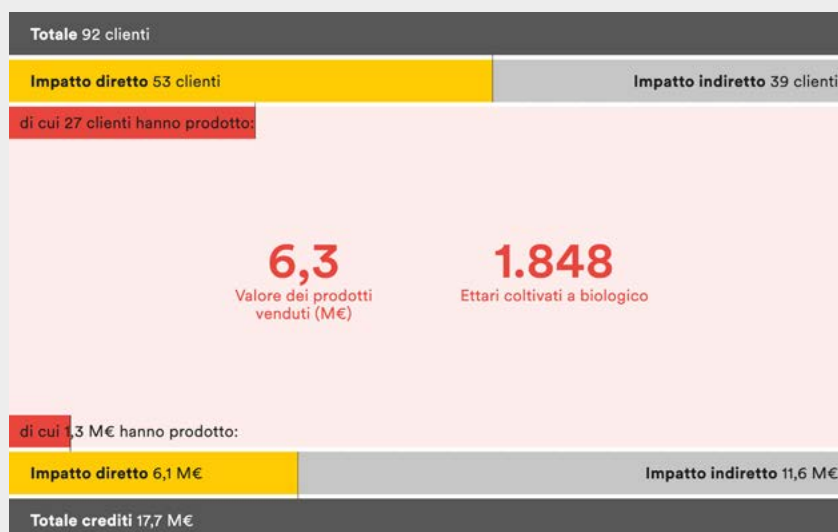 Totale 92 clienti
Impatto diretto 53 clienti
Impatto indiretto 39 clienti
di cui 27 clienti hanno prodotto:
6,3
Valore dei prodotti
venduti (M€)
1.848
Ettari coltivati a biologico
di cui 1,3 M€ hanno prodotto:
Impatto diretto 6,1 M€
Impatto indiretto 11,6 M€
Totale crediti 17,7 M€